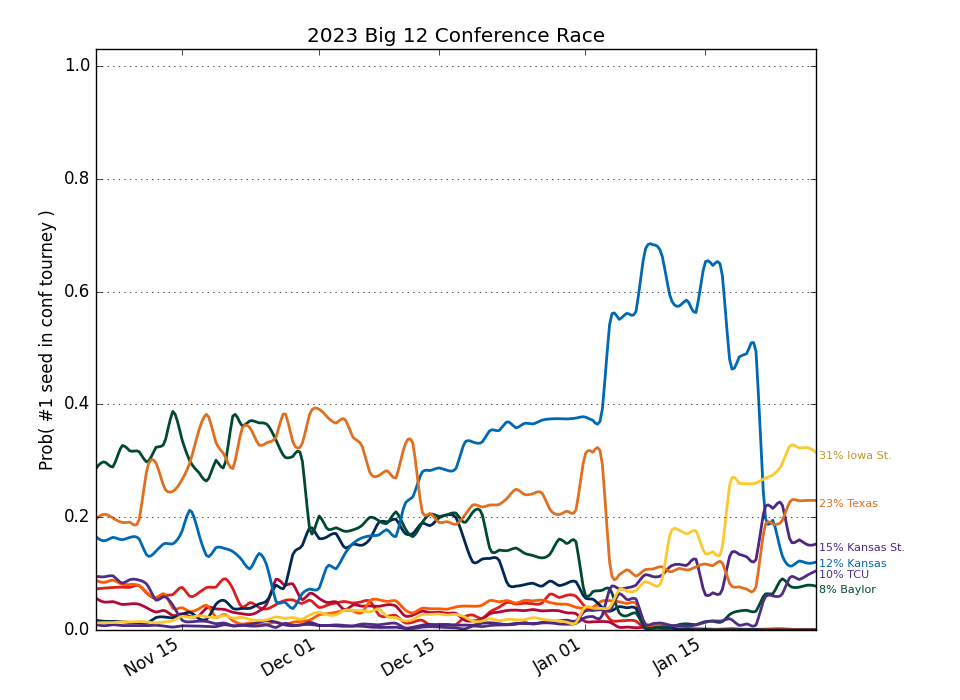 2023 Big 12 Conference Race
Prob( #1 seed in conf tourney )
1.0
0.8
0.6
0.4
0.2
0.0
Nov 15
Dec 01
Dec 15
Jan 01
Jan 15
31% Iowa St.
23% Texas
15% Kansas St.
12% Kansas
10% TCU
8% Baylor